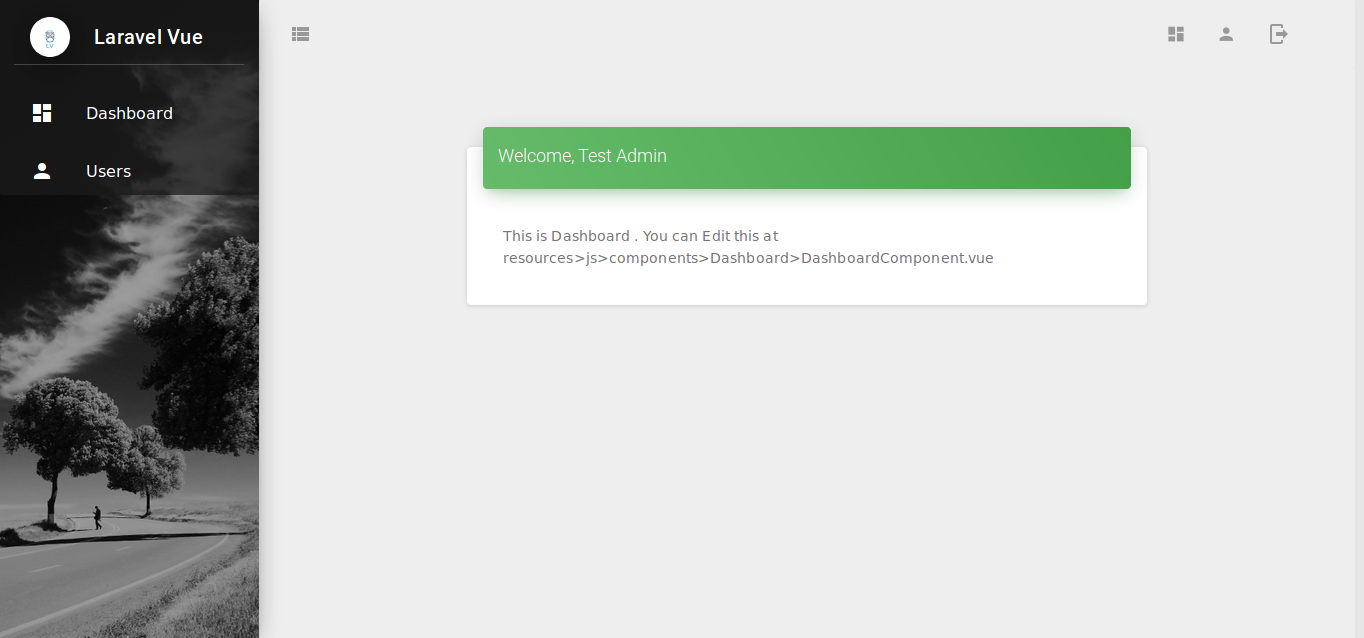 LV
Laravel Vue
Dashboard
Users
Welcome, Test Admin
This is Dashboard . You can Edit this at
resources>js>components>Dashboard>DashboardComponent.vue